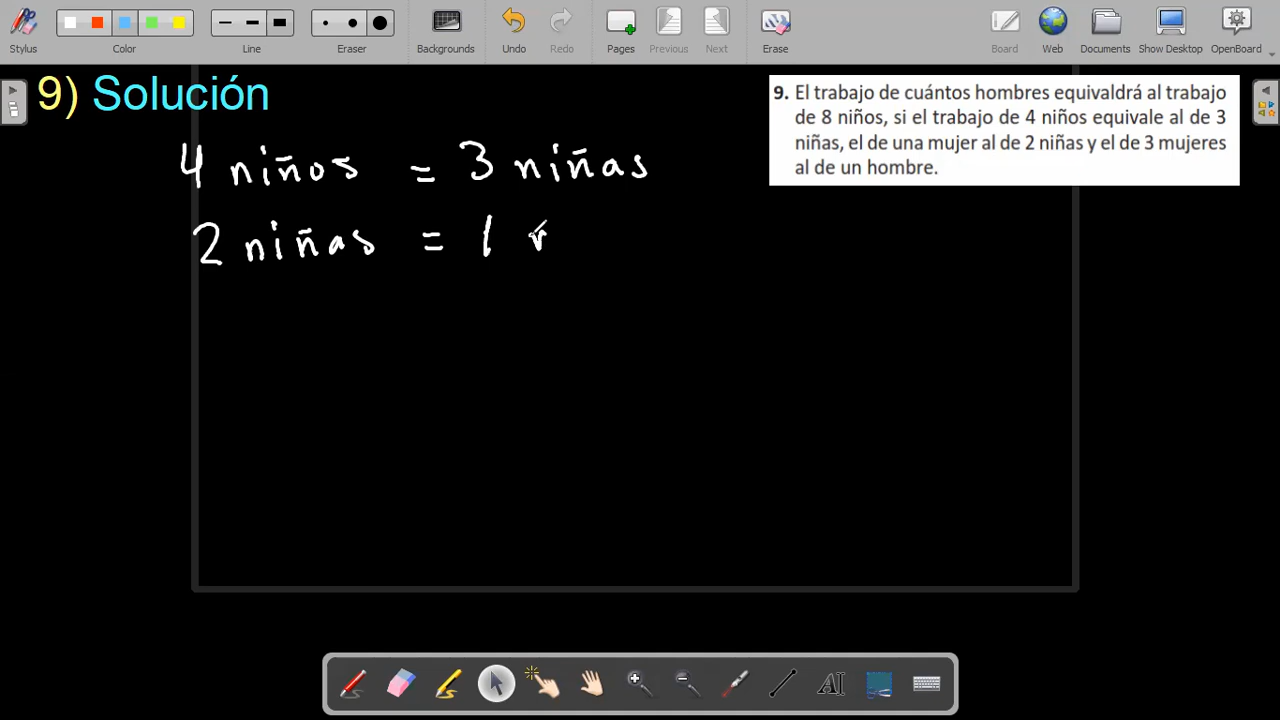 Stylus
Color
Line
Eraser
Backgrounds
Undo
Redo
Pages
Previous
Next
Erase
Board
Web
Documents
Show Desktop
OpenBoard
9) Solución
9. El trabajo de cuántos hombres equivaldrá al trabajo
de 8 niños, si el trabajo de 4 niños equivale al de 3
niñas, el de una mujer al de 2 niñas y el de 3 mujeres
al de un hombre.
4 niños = 3 niñas
2 niñas = 1
AI